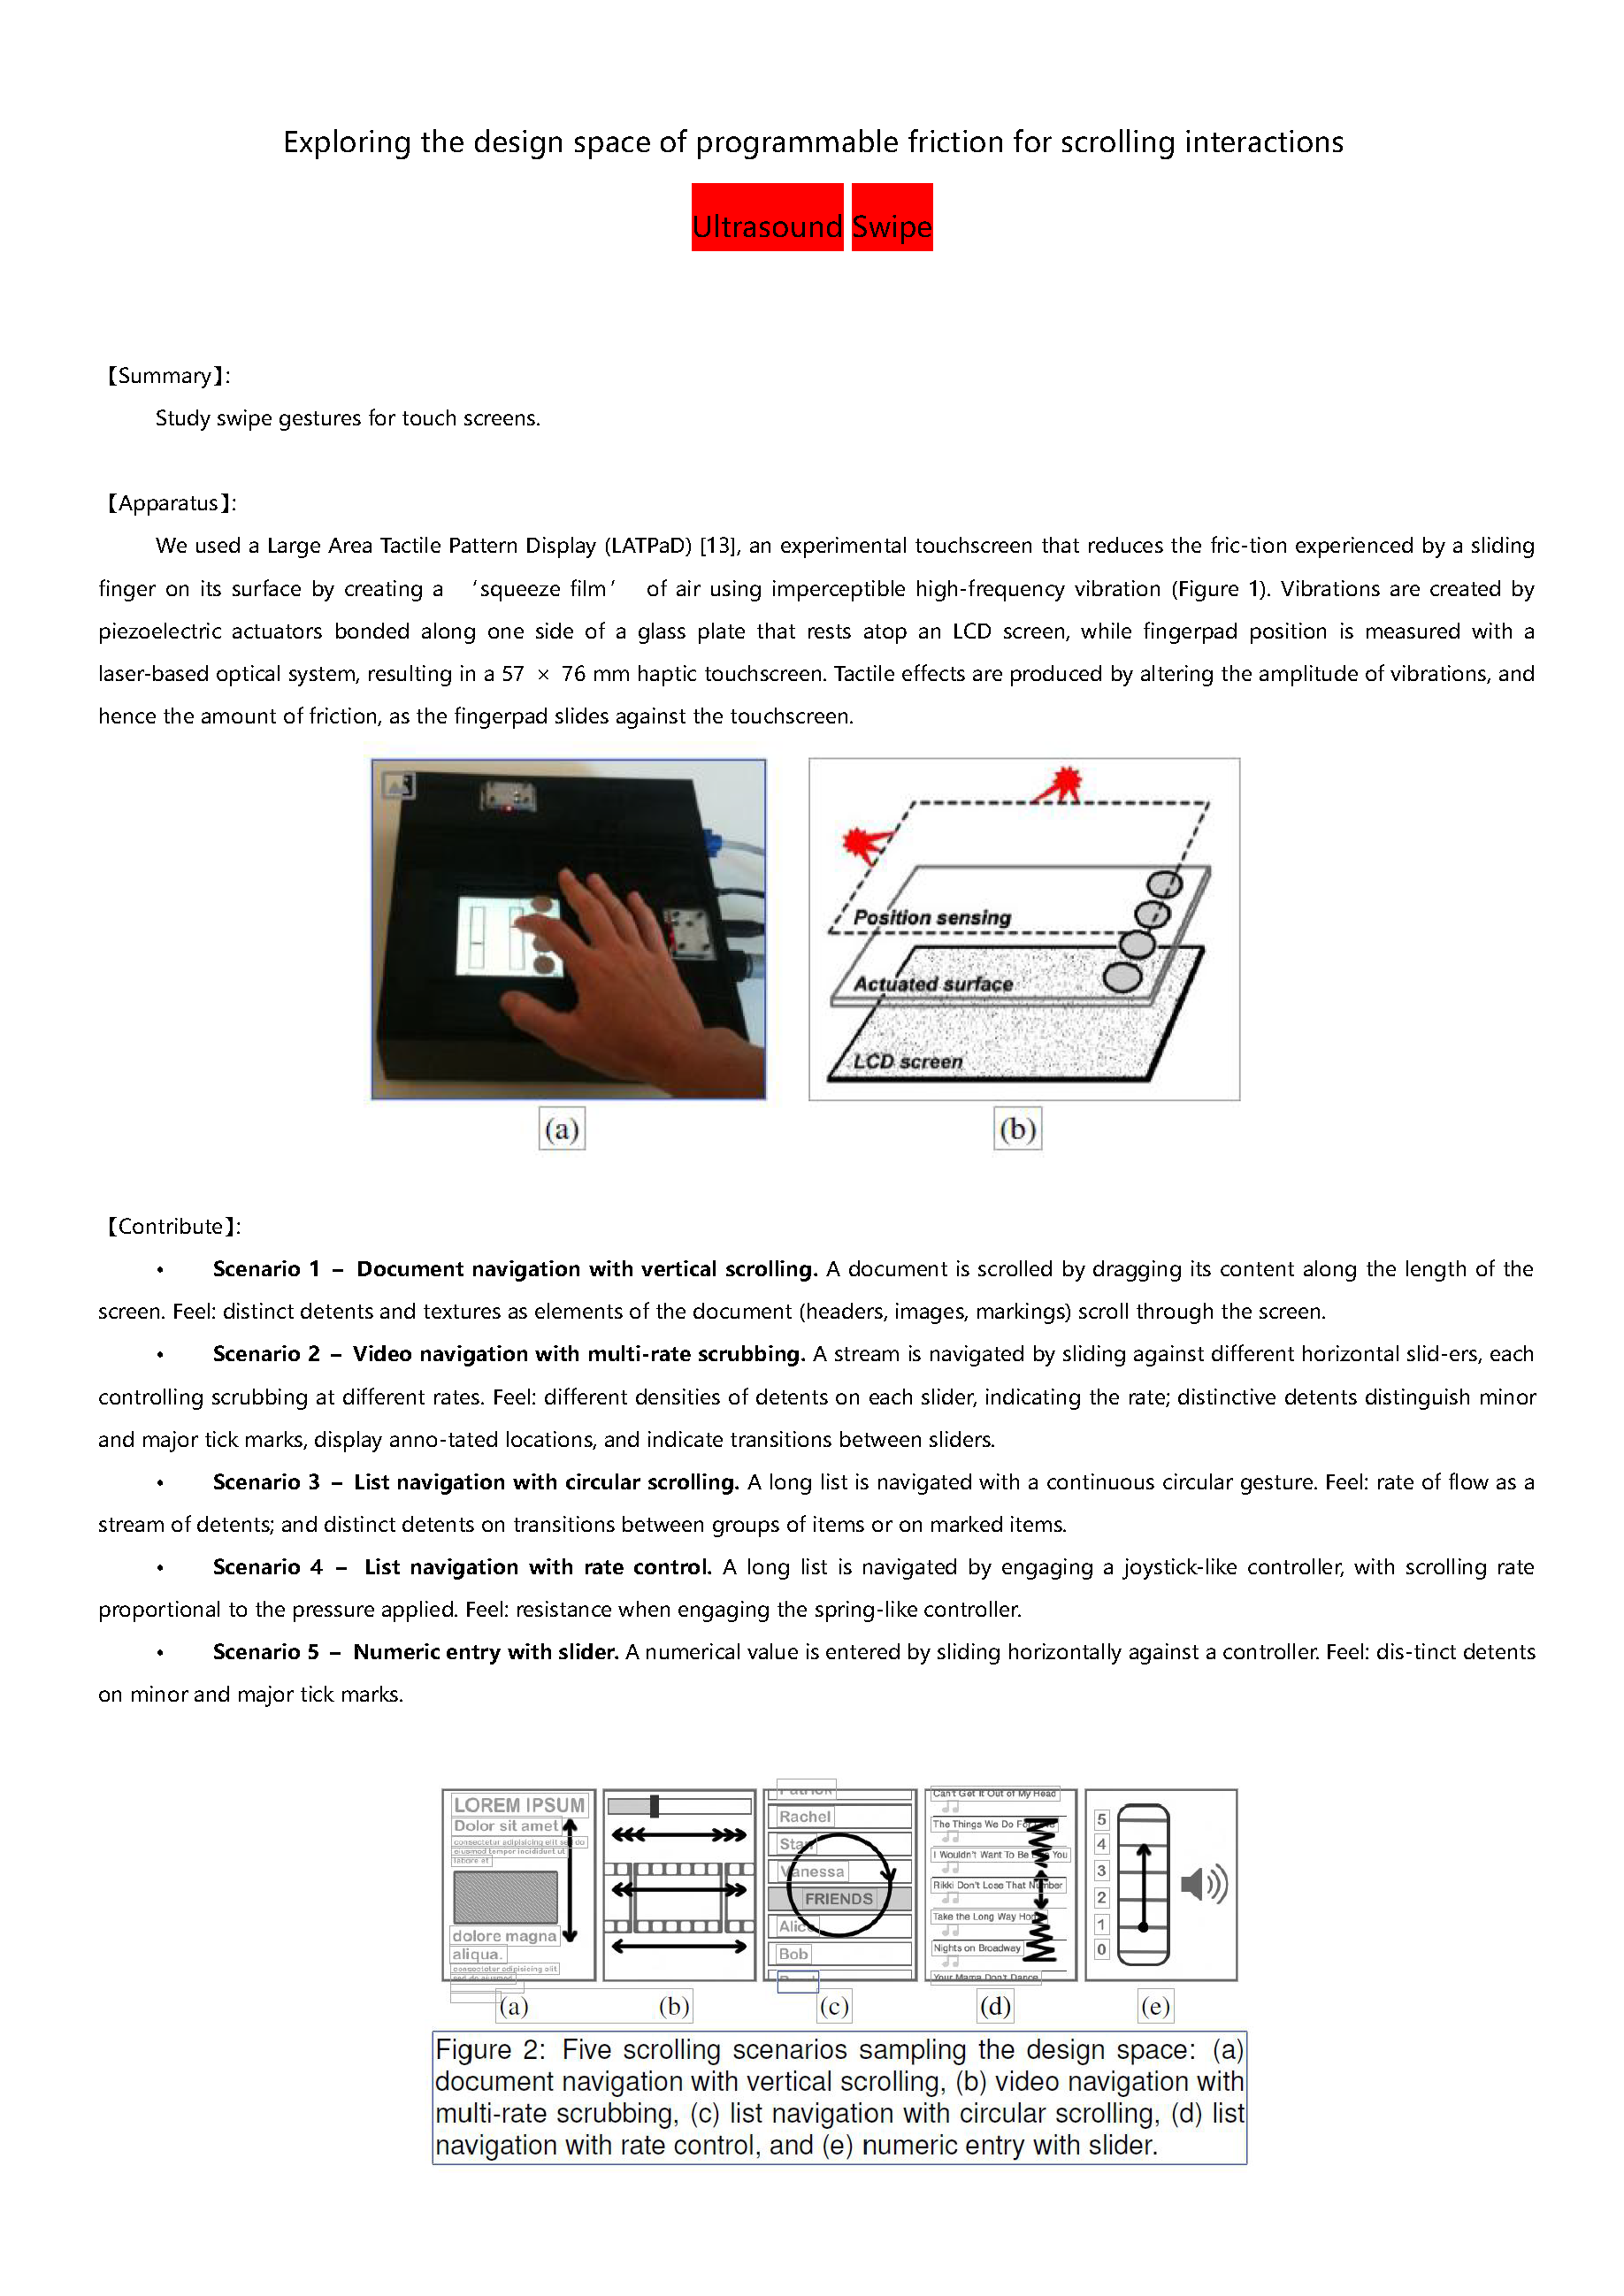 Exploring the design space of programmable friction for scrolling interactions
Ultrasound Swipe
【Summary】:
Study swipe gestures for touch screens.
【Apparatus】:
We used a Large Area Tactile Pattern Display (LATPaD) [13], an experimental touchscreen that reduces the fric-tion experienced by a sliding
finger on its surface by creating a ‘squeeze film’ of air using imperceptible high-frequency vibration (Figure 1). Vibrations are created by
piezoelectric actuators bonded along one side of a glass plate that rests atop an LCD screen, while fingerpad position is measured with a
laser-based optical system, resulting in a 57 × 76 mm haptic touchscreen. Tactile effects are produced by altering the amplitude of vibrations, and
hence the amount of friction, as the fingerpad slides against the touchscreen.
Position sensing
Actuated surface
LCD screen
(a) (b)
【Contribute】:
• Scenario 1 – Document navigation with vertical scrolling. A document is scrolled by dragging its content along the length of the
screen. Feel: distinct detents and textures as elements of the document (headers, images, markings) scroll through the screen.
• Scenario 2 – Video navigation with multi-rate scrubbing. A stream is navigated by sliding against different horizontal slid-ers, each
controlling scrubbing at different rates. Feel: different densities of detents on each slider, indicating the rate; distinctive detents distinguish minor
and major tick marks, display anno-tated locations, and indicate transitions between sliders.
• Scenario 3 – List navigation with circular scrolling. A long list is navigated with a continuous circular gesture. Feel: rate of flow as a
stream of detents; and distinct detents on transitions between groups of items or on marked items.
• Scenario 4 – List navigation with rate control. A long list is navigated by engaging a joystick-like controller, with scrolling rate
proportional to the pressure applied. Feel: resistance when engaging the spring-like controller.
• Scenario 5 – Numeric entry with slider. A numerical value is entered by sliding horizontally against a controller. Feel: dis-tinct detents
on minor and major tick marks.
LOREM IPSUM
Dolor sit amet
consectetur adipisicing elit sed do
eiusmod tempor incididunt ut
labore et
dolore magna
aliqua.
consectetur adipisicing elit
sed do eiusmod
Rachel
Stan
Vanessa
FRIENDS
Alice
Bob
Can't Get It Out of My Head
The Things We Do For
I Wouldn't Want To Be You
Rikki Don't Lose That Number
Take the Long Way Home
Nights on Broadway
Your Mama Don't Dance
5
4
3
2
1
0
(a) (b) (c) (d) (e)
Figure 2: Five scrolling scenarios sampling the design space: (a)
document navigation with vertical scrolling, (b) video navigation with
multi-rate scrubbing, (c) list navigation with circular scrolling, (d) list
navigation with rate control, and (e) numeric entry with slider.